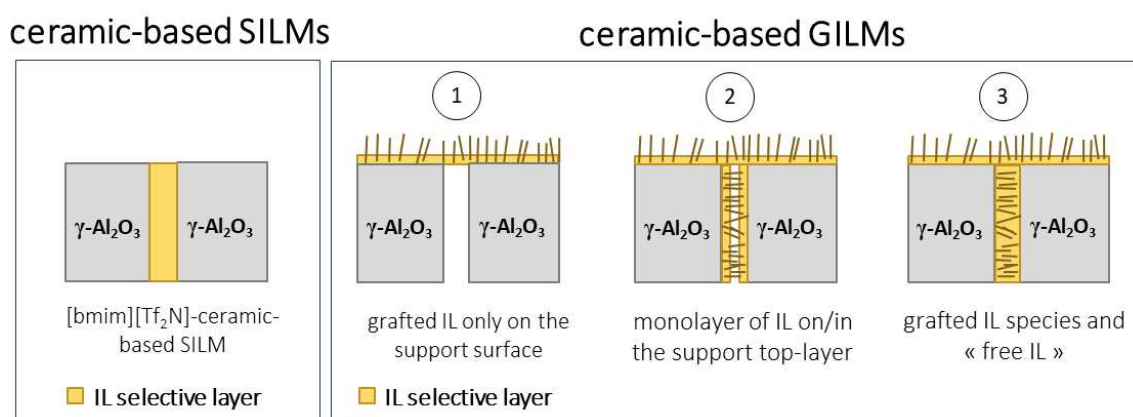 ceramic-based SILMs
ceramic-based GILMs
γ-Al₂O₃
γ-Al₂O₃
[bmim][Tf₂N]-ceramic-
based SILM
IL selective layer
1
γ-Al₂O₃
γ-Al₂O₃
grafted IL only on the
support surface
2
γ-Al₂O₃
γ-Al₂O₃
monolayer of IL on/in
the support top-layer
3
γ-Al₂O₃
γ-Al₂O₃
grafted IL species and
« free IL »
IL selective layer